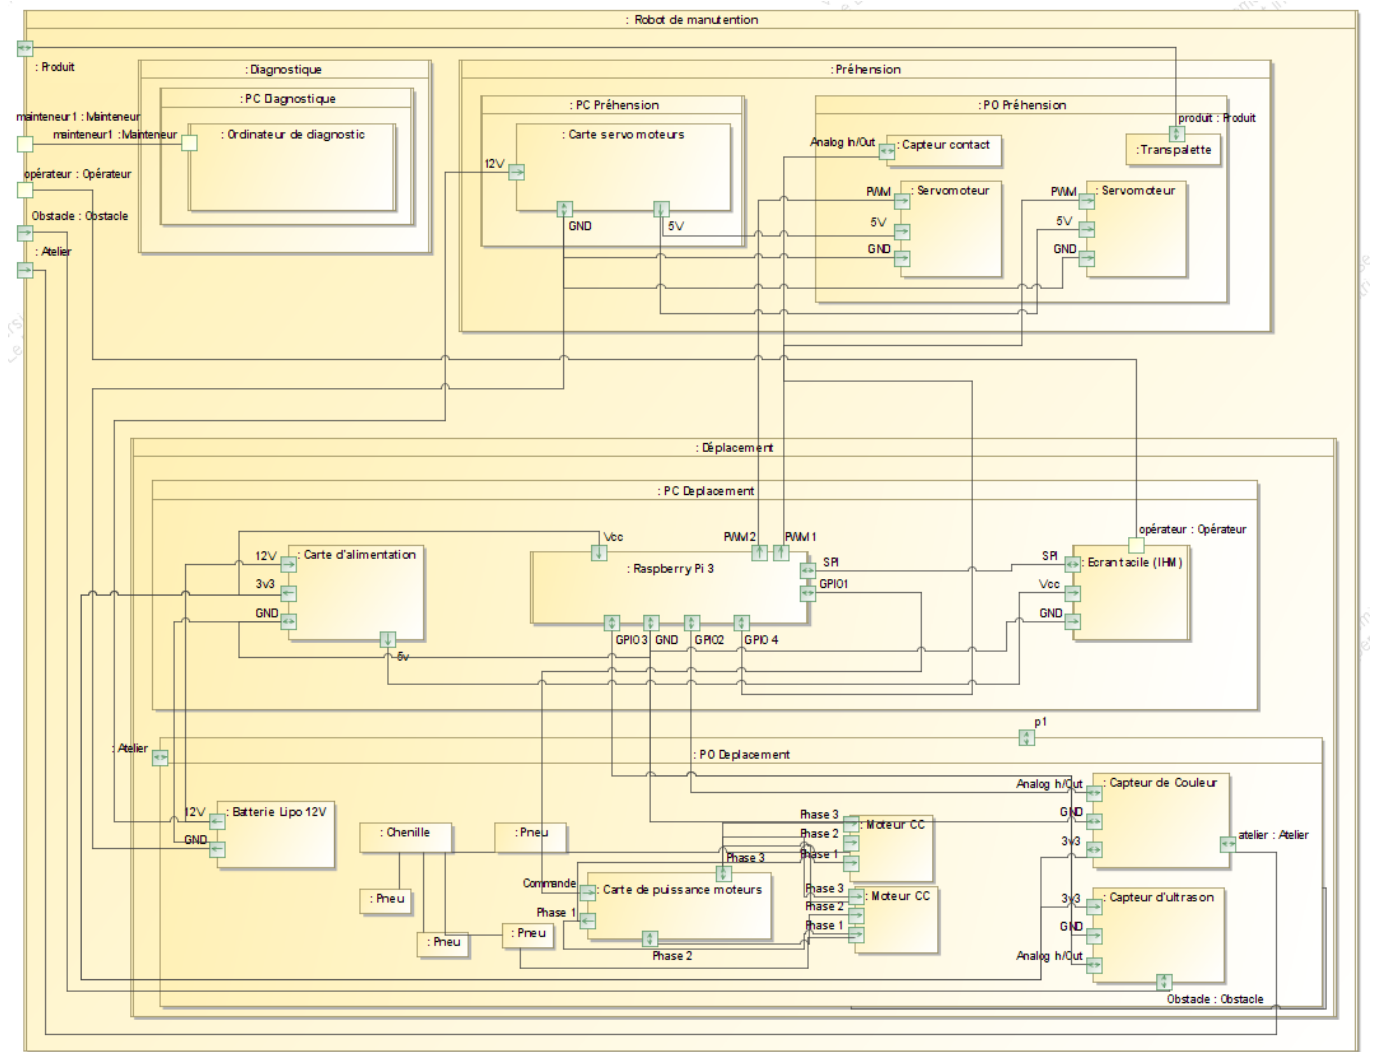 : Robot de manutention
: Produit
: Diagnostique
: Préhension
: PC Diagnostique
: PC Préhension
: PO Préhension
mainteneur1 : Mainteneur
mainteneur1 : Mainteneur
: Ordinateur de diagnostic
: Carte servo moteurs
produit : Produit
Analog In/Out
: Capteur contact
: Transpalette
12V
opérateur : Opérateur
PWM
: Servomoteur
PWM
: Servomoteur
Obstacle : Obstacle
GND
5V
5V
5V
: Atelier
GND
GND
: Déplacement
: PC Deplacement
opérateur : Opérateur
Vcc
PWM2
PWM1
12V
: Carte d'alimentation
SPI
SPI
: Ecran tacile (IHM)
: Raspberry Pi 3
3v3
GPIO1
Vcc
GND
GND
GPIO3
GND
GPIO2
GPIO 4
5v
p1
: Atelier
: PO Deplacement
Analog In/Out
: Capteur de Couleur
12V
: Batterie Lipo 12V
Phase 3
: Moteur CC
GND
: Chenille
: Pneu
Phase 2
atelier : Atelier
GND
3v3
Phase 3
Phase 1
Commande
: Carte de puissance moteurs
Phase 3
: Moteur CC
: Pneu
3v3
: Capteur d'ultrason
Phase 2
Phase 1
Phase 1
GND
: Pneu
: Pneu
Phase 2
Analog In/Out
Obstacle : Obstacle